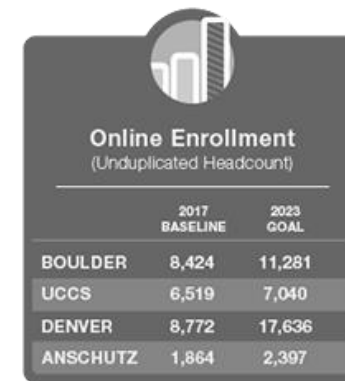 Online Enrollment
(Unduplicated Headcount)
2017 2023
BASELINE GOAL
BOULDER 8,424 11,281
UCCS 6,519 7,040
DENVER 8,772 17,636
ANSCHUTZ 1,864 2,397